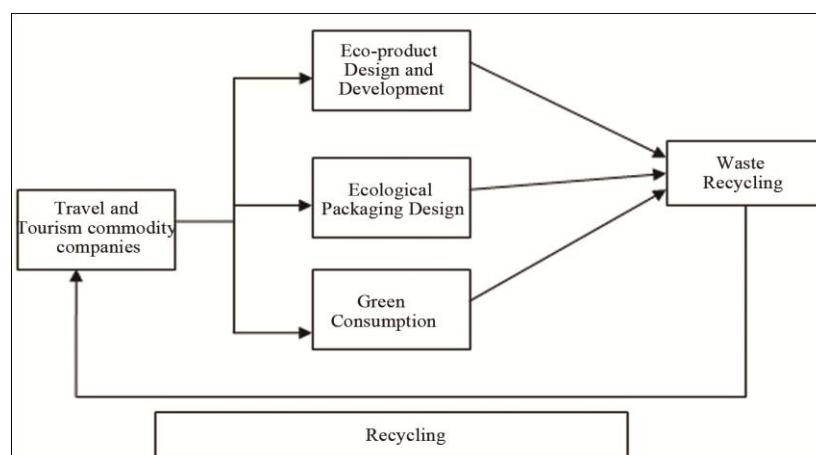 Eco-product
Design and
Development
Ecological
Packaging Design
Green
Consumption
Travel and
Tourism commodity
companies
Waste
Recycling
Recycling